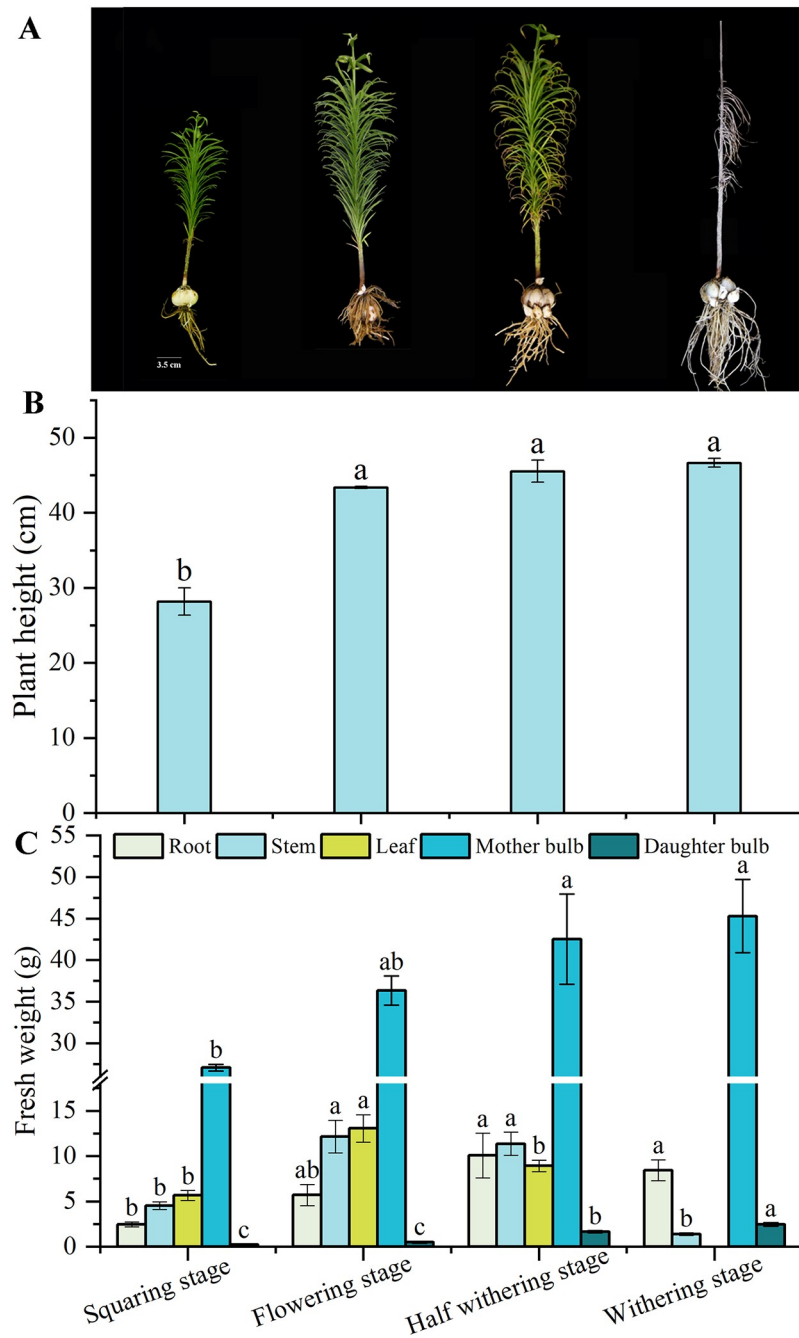 A
3.5 cm
B
Plant height (cm)
50
40
30
20
10
0
b
a
a
a
C
Root Stem Leaf Mother bulb Daughter bulb
Fresh weight (g)
55
50
45
40
35
30
15
10
5
0
b b b b c
ab a a ab c
a a b a b
a b a a
Squaring stage
Flowering stage
Half withering stage
Withering stage